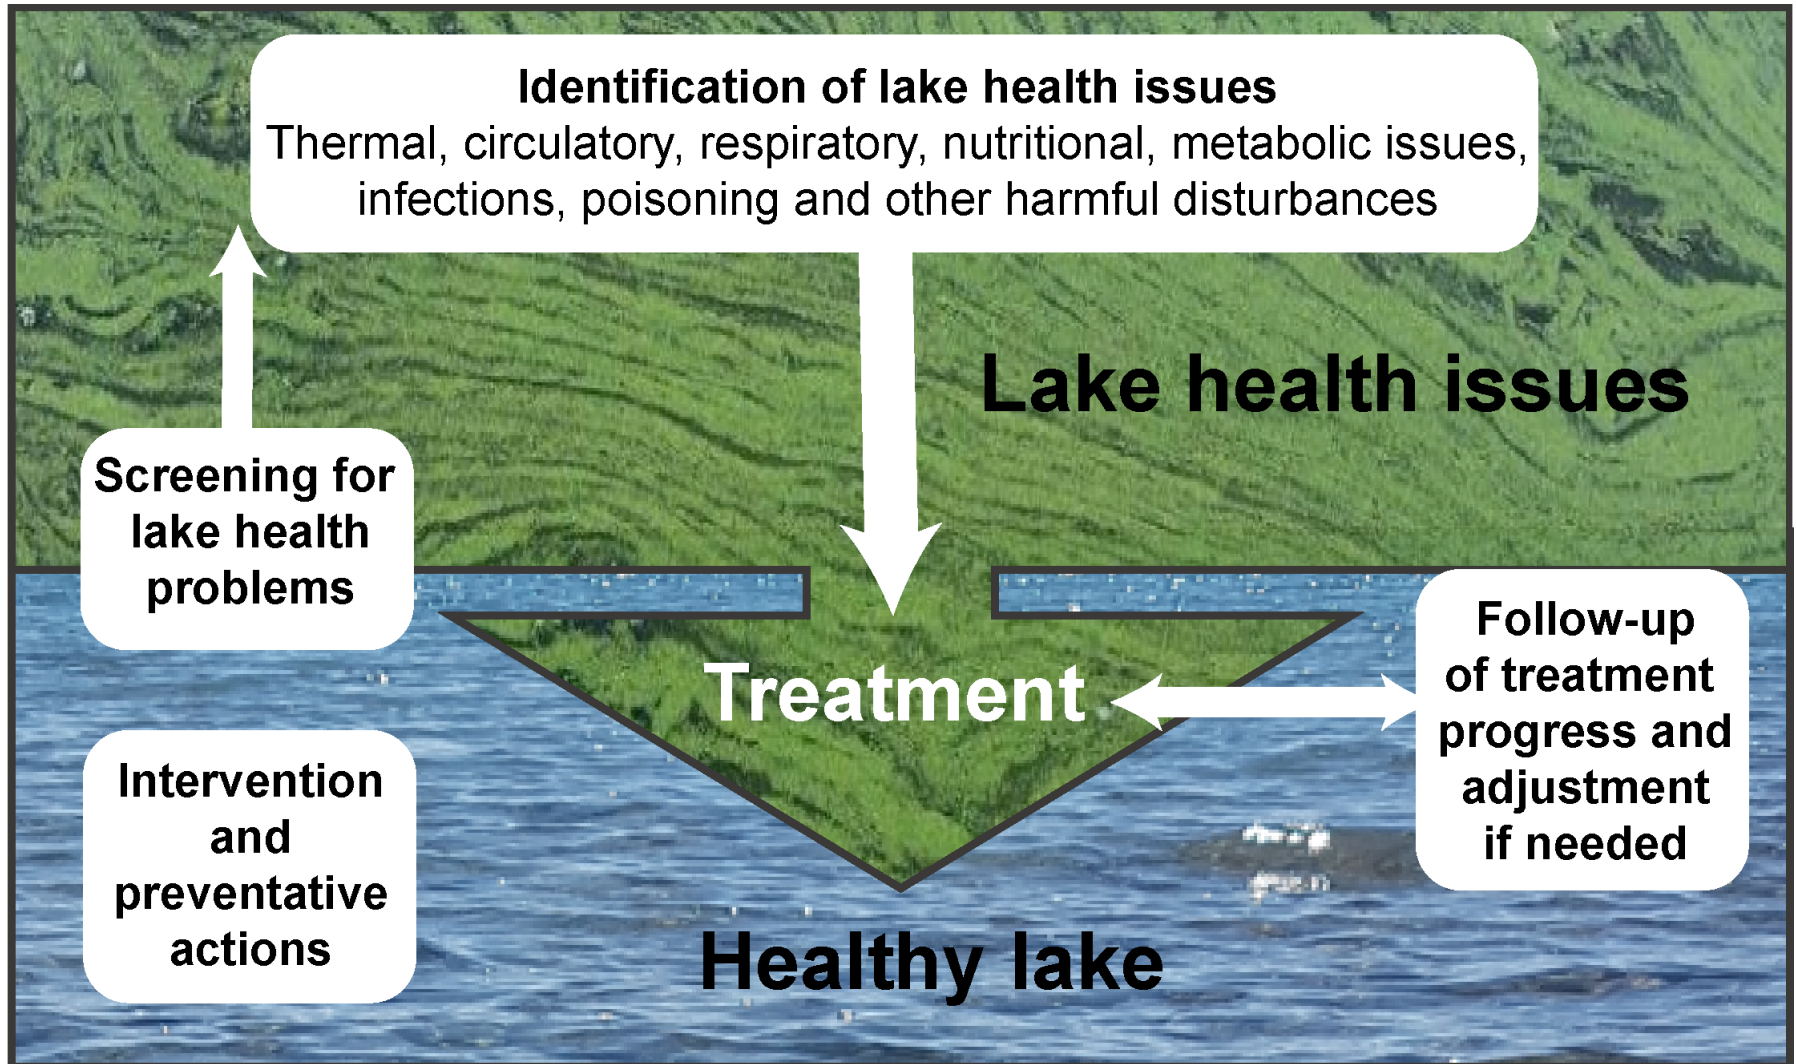 Identification of lake health issues
Thermal, circulatory, respiratory, nutritional, metabolic issues,
infections, poisoning and other harmful disturbances
Lake health issues
Screening for
lake health
problems
Treatment
Follow-up
of treatment
progress and
adjustment
if needed
Intervention
and
preventative
actions
Healthy lake